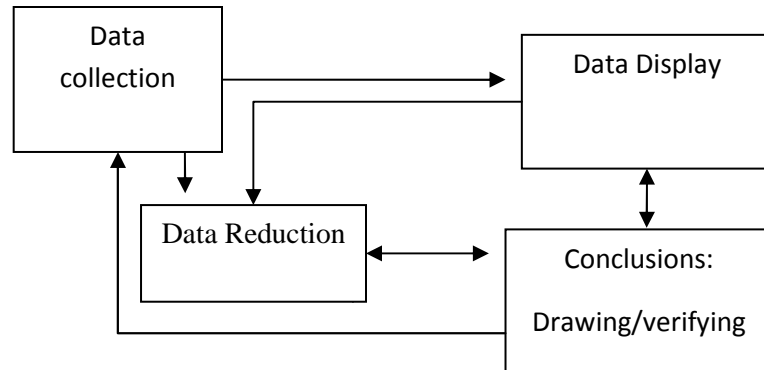 Data
collection
Data Display
Data Reduction
Conclusions:
Drawing/verifying